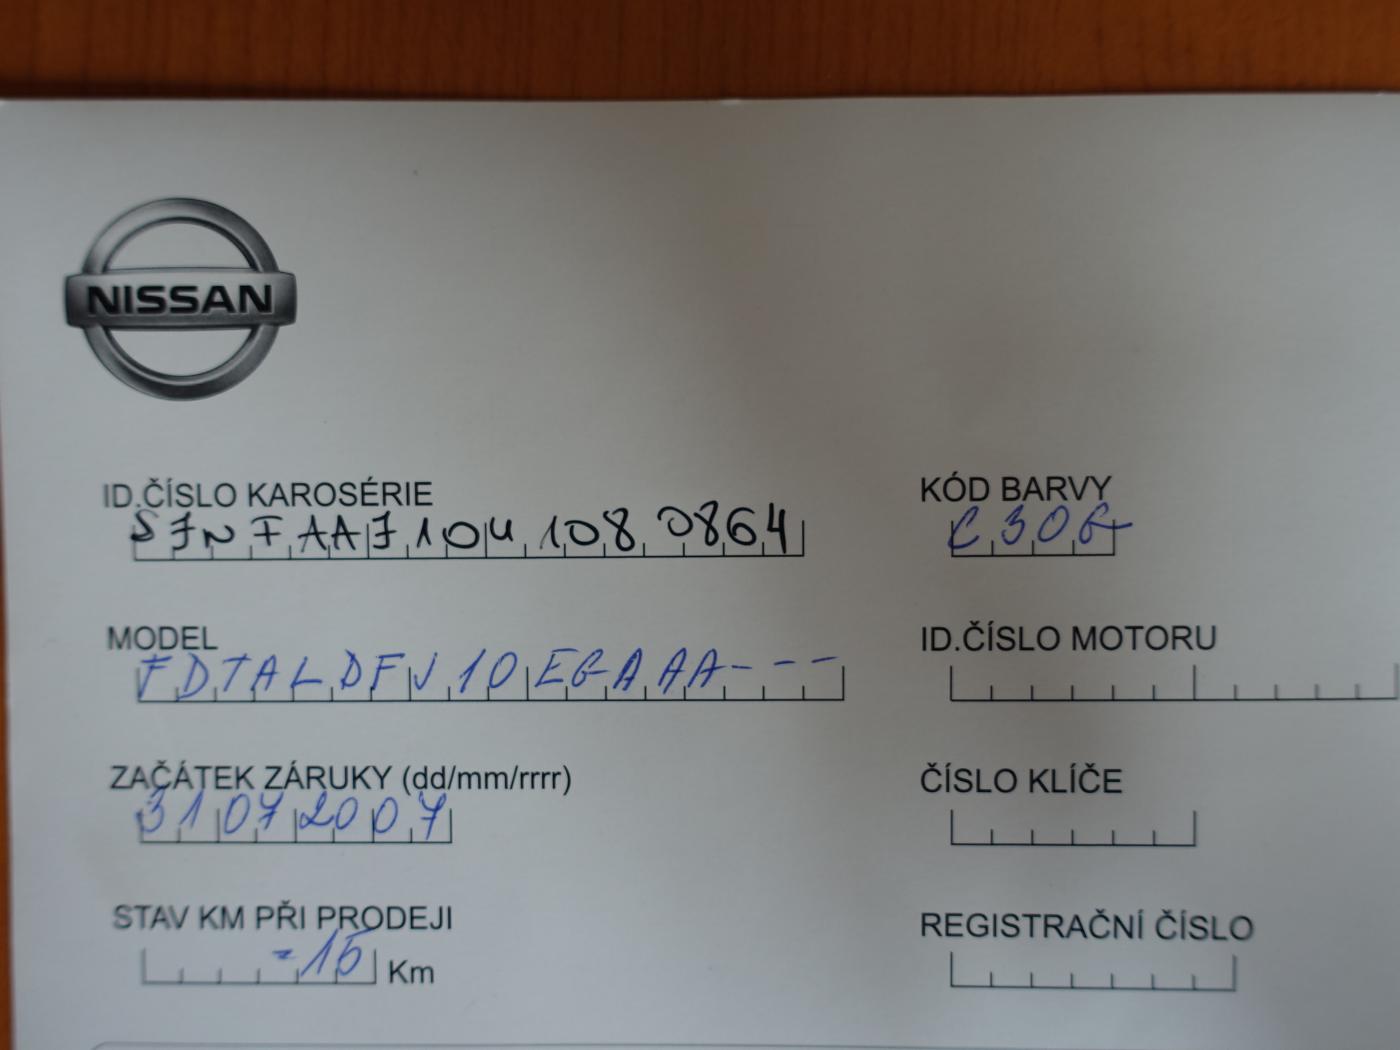 NISSAN
ID.ČÍSLO KAROSÉRIE
SJNFAAJ10U1080864
KÓD BARVY
C30G
MODEL
FDTALDFJ10EGAAA---
ID.ČÍSLO MOTORU
ZAČÁTEK ZÁRUKY (dd/mm/rrrr)
31072007
ČÍSLO KLÍČE
STAV KM PŘI PRODEJI
-15 Km
REGISTRAČNÍ ČÍSLO